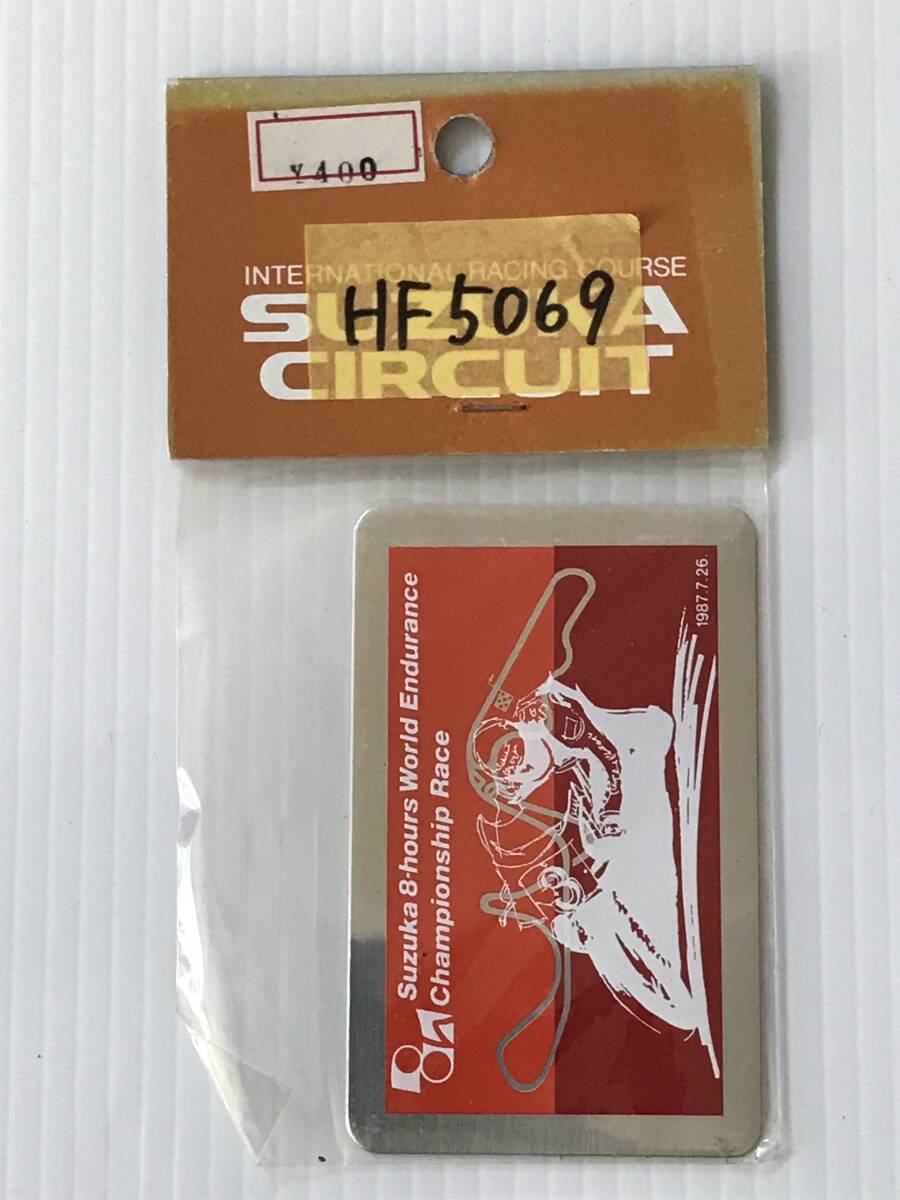 ¥400
INTERNATIONAL RACING COURSE
SUZUKA
CIRCUIT
HF5069
Suzuka 8-hours World Endurance
Championship Race
1987.7.26.